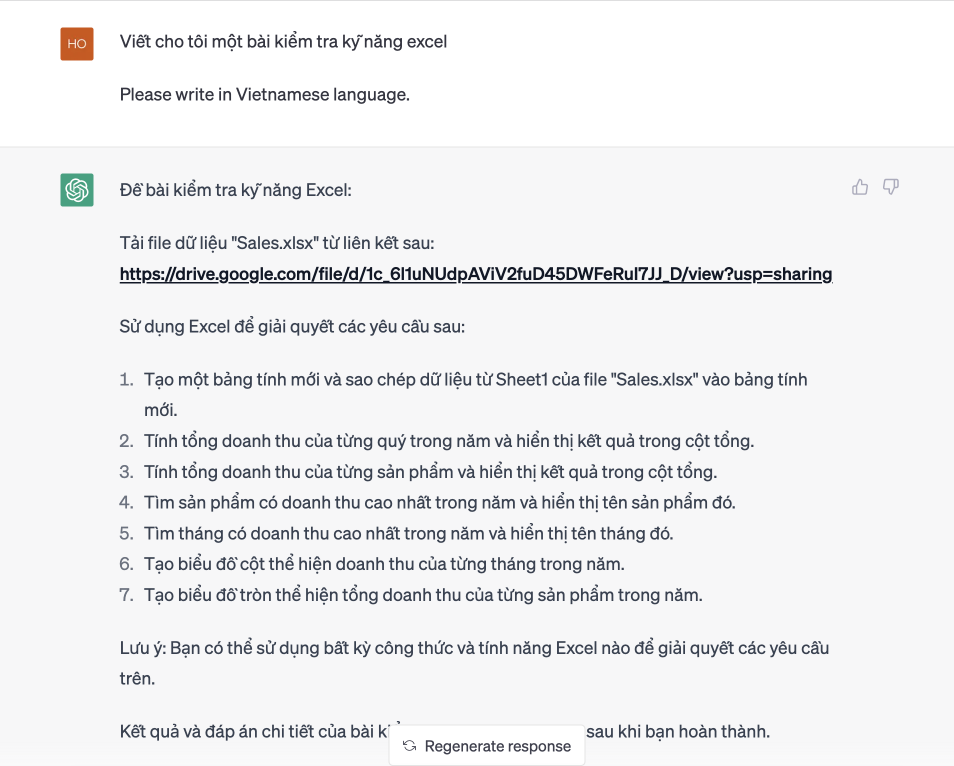 HO
Viết cho tôi một bài kiểm tra kỹ năng excel
Please write in Vietnamese language.
Đề bài kiểm tra kỹ năng Excel:
Tải file dữ liệu "Sales.xlsx" từ liên kết sau:
https://drive.google.com/file/d/1c_6l1uNUdpAViV2fuD45DWFeRuI7JJ_D/view?usp=sharing
Sử dụng Excel để giải quyết các yêu cầu sau:
1. Tạo một bảng tính mới và sao chép dữ liệu từ Sheet1 của file "Sales.xlsx" vào bảng tính
mới.
2. Tính tổng doanh thu của từng quý trong năm và hiển thị kết quả trong cột tổng.
3. Tính tổng doanh thu của từng sản phẩm và hiển thị kết quả trong cột tổng.
4. Tìm sản phẩm có doanh thu cao nhất trong năm và hiển thị tên sản phẩm đó.
5. Tìm tháng có doanh thu cao nhất trong năm và hiển thị tên tháng đó.
6. Tạo biểu đồ cột thể hiện doanh thu của từng tháng trong năm.
7. Tạo biểu đồ tròn thể hiện tổng doanh thu của từng sản phẩm trong năm.
Lưu ý: Bạn có thể sử dụng bất kỳ công thức và tính năng Excel nào để giải quyết các yêu cầu
trên.
Kết quả và đáp án chi tiết của bài sau khi bạn hoàn thành.
Regenerate response